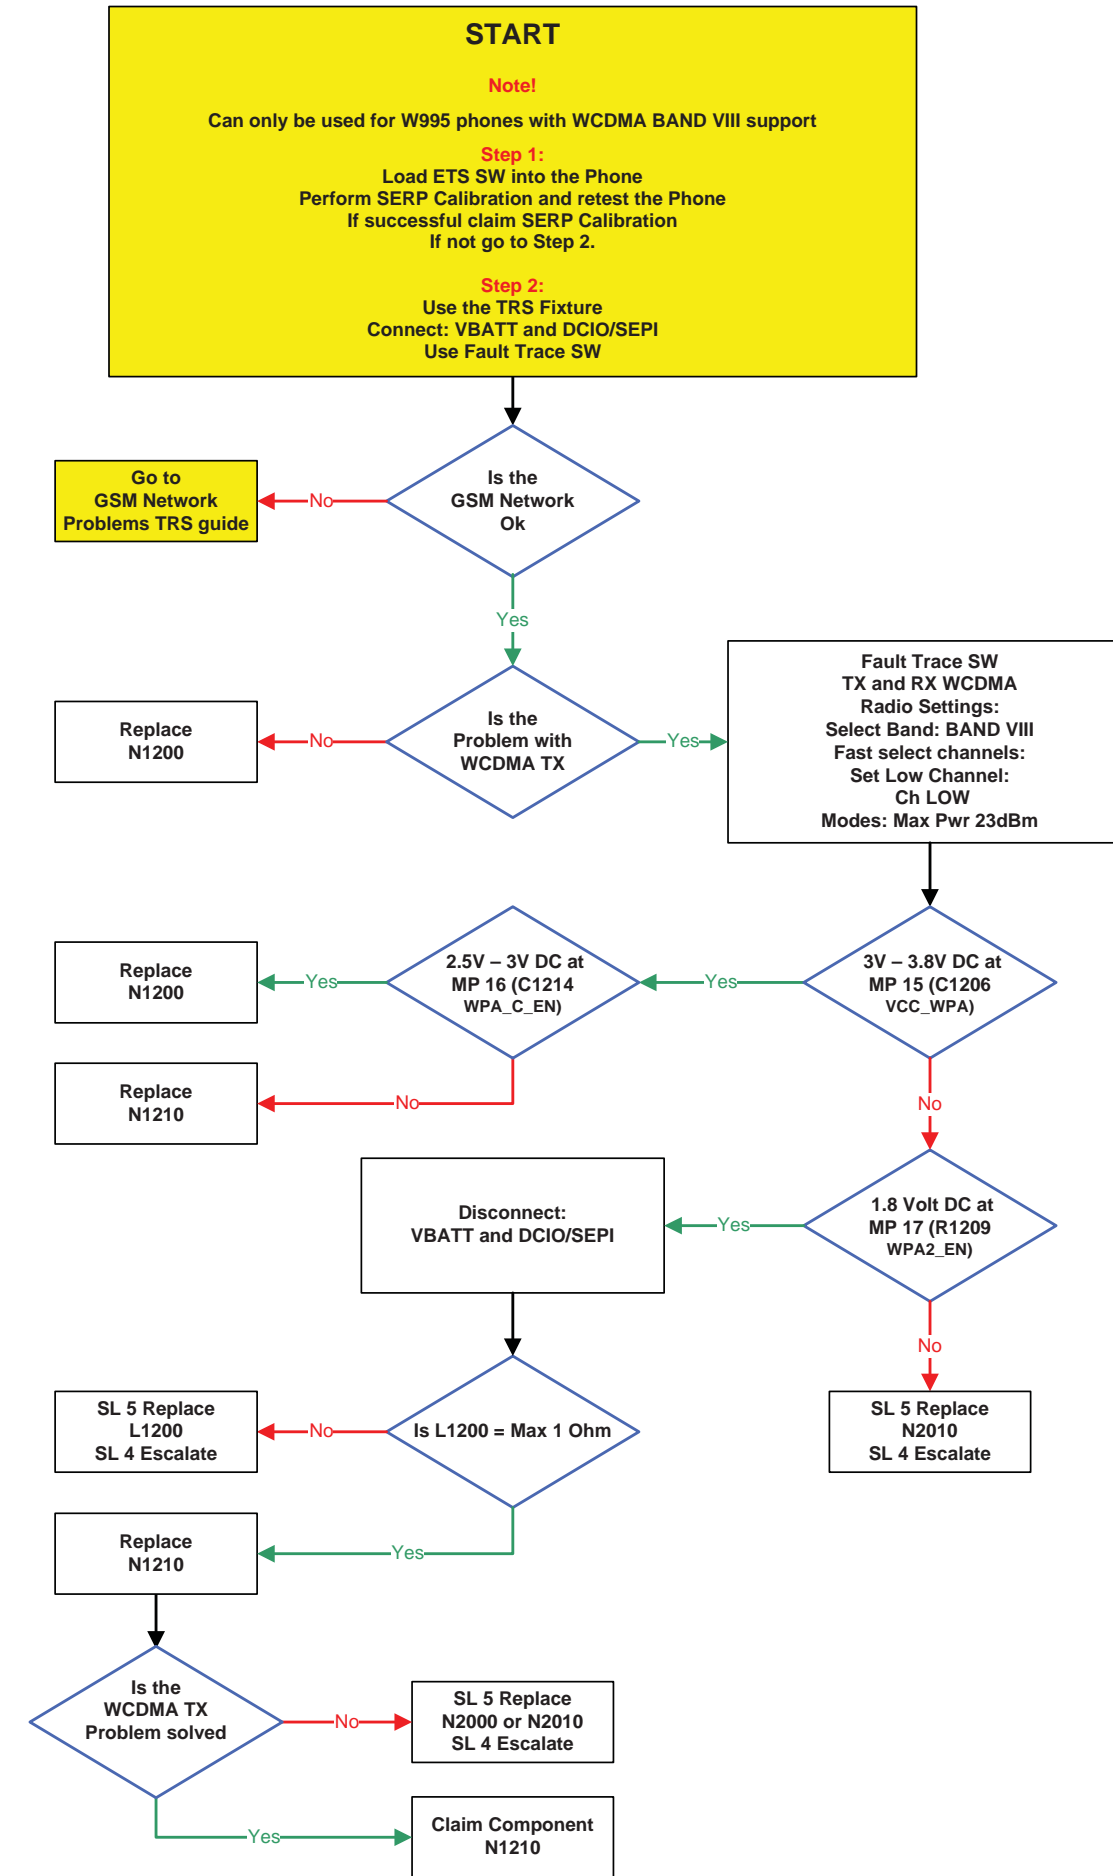 START
Note!
Can only be used for W995 phones with WCDMA BAND VIII support
Step 1:
Load ETS SW into the Phone
Perform SERP Calibration and retest the Phone
If successful claim SERP Calibration
If not go to Step 2.
Step 2:
Use the TRS Fixture
Connect: VBATT and DCIO/SEPI
Use Fault Trace SW
Go to
GSM Network
Problems TRS guide
No
Is the
GSM Network
Ok
Yes
Replace
N1200
No
Is the
Problem with
WCDMA TX
Yes
Fault Trace SW
TX and RX WCDMA
Radio Settings:
Select Band: BAND VIII
Fast select channels:
Set Low Channel:
Ch LOW
Modes: Max Pwr 23dBm
Replace
N1200
Yes
2.5V – 3V DC at
MP 16 (C1214
WPA_C_EN)
Yes
3V – 3.8V DC at
MP 15 (C1206
VCC_WPA)
Replace
N1210
No
No
Disconnect:
VBATT and DCIO/SEPI
Yes
1.8 Volt DC at
MP 17 (R1209
WPA2_EN)
No
SL 5 Replace
L1200
SL 4 Escalate
No
Is L1200 = Max 1 Ohm
SL 5 Replace
N2010
SL 4 Escalate
Replace
N1210
Yes
Is the
WCDMA TX
Problem solved
No
SL 5 Replace
N2000 or N2010
SL 4 Escalate
Yes
Claim Component
N1210